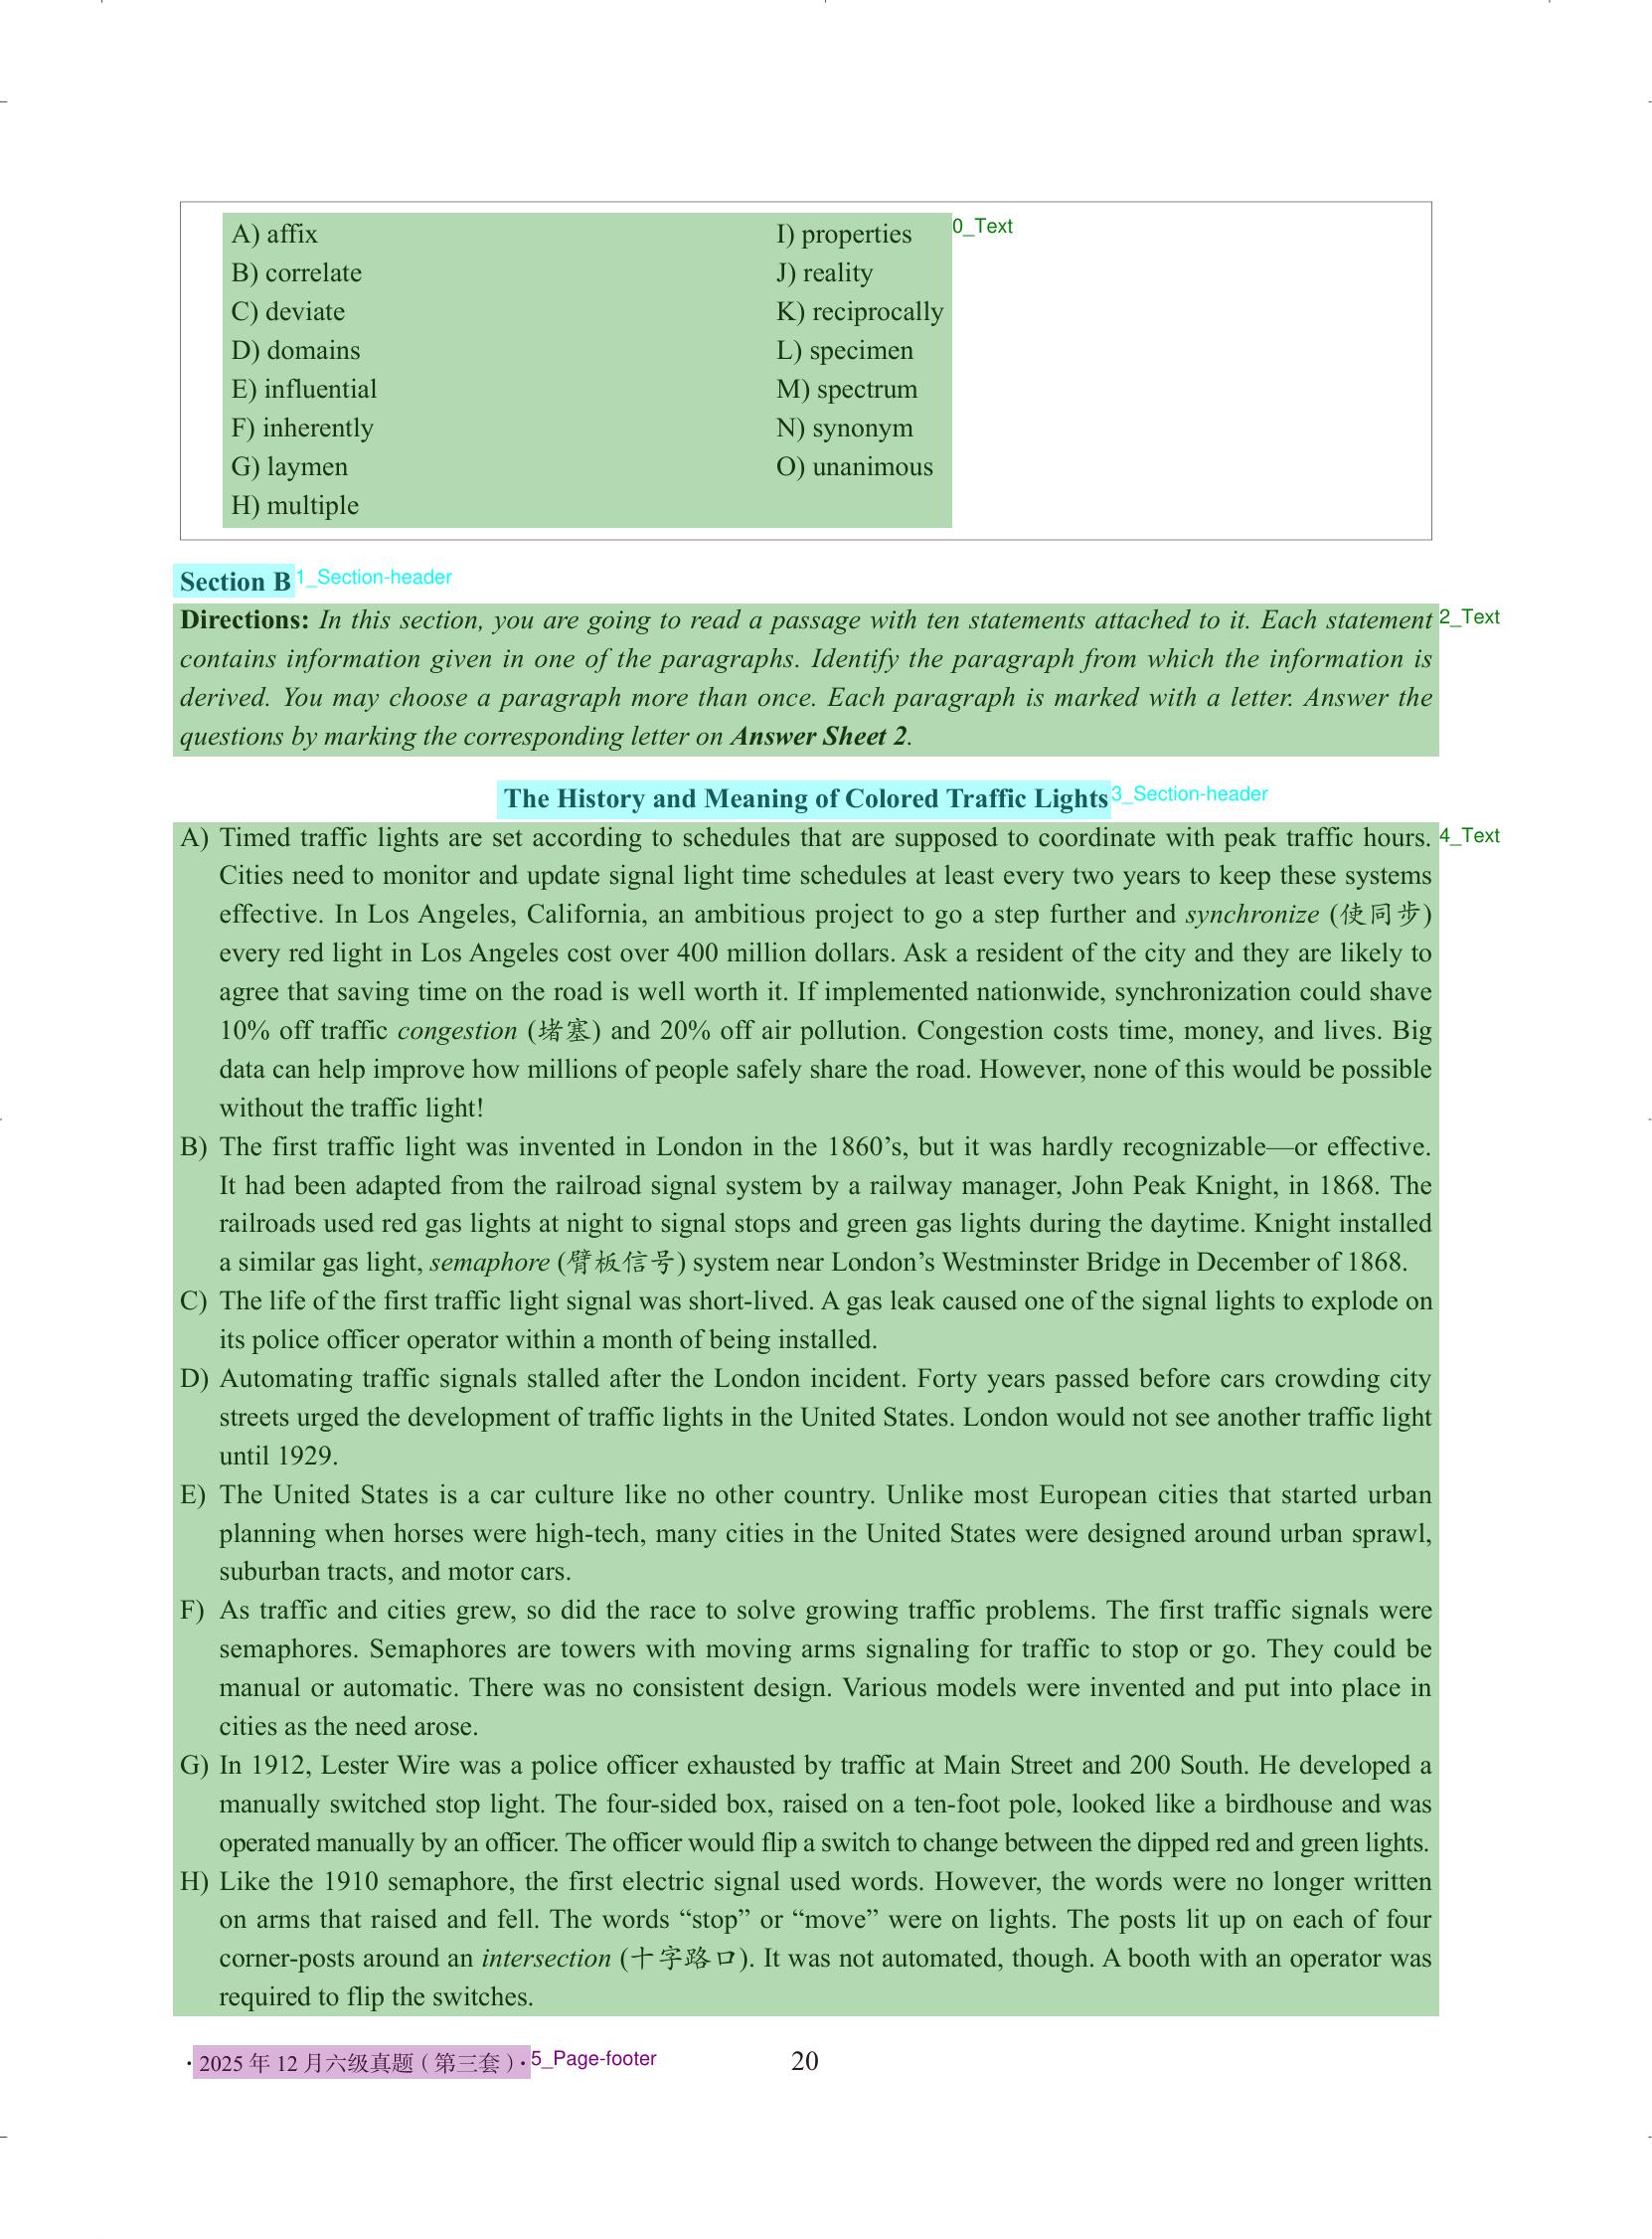 A) affix
B) correlate
C) deviate
D) domains
E) influential
F) inherently
G) laymen
H) multiple
I) properties
J) reality
K) reciprocally
L) specimen
M) spectrum
N) synonym
O) unanimous
0_Text
Section B
1_Section-header
Directions: In this section, you are going to read a passage with ten statements attached to it. Each statement
contains information given in one of the paragraphs. Identify the paragraph from which the information is
derived. You may choose a paragraph more than once. Each paragraph is marked with a letter. Answer the
questions by marking the corresponding letter on Answer Sheet 2.
2_Text
The History and Meaning of Colored Traffic Lights
3_Section-header
A) Timed traffic lights are set according to schedules that are supposed to coordinate with peak traffic hours.
Cities need to monitor and update signal light time schedules at least every two years to keep these systems
effective. In Los Angeles, California, an ambitious project to go a step further and synchronize (使同步)
every red light in Los Angeles cost over 400 million dollars. Ask a resident of the city and they are likely to
agree that saving time on the road is well worth it. If implemented nationwide, synchronization could shave
10% off traffic congestion (堵塞) and 20% off air pollution. Congestion costs time, money, and lives. Big
data can help improve how millions of people safely share the road. However, none of this would be possible
without the traffic light!
4_Text
B) The first traffic light was invented in London in the 1860’s, but it was hardly recognizable—or effective.
It had been adapted from the railroad signal system by a railway manager, John Peak Knight, in 1868. The
railroads used red gas lights at night to signal stops and green gas lights during the daytime. Knight installed
a similar gas light, semaphore (臂板信号) system near London’s Westminster Bridge in December of 1868.
C) The life of the first traffic light signal was short-lived. A gas leak caused one of the signal lights to explode on
its police officer operator within a month of being installed.
D) Automating traffic signals stalled after the London incident. Forty years passed before cars crowding city
streets urged the development of traffic lights in the United States. London would not see another traffic light
until 1929.
E) The United States is a car culture like no other country. Unlike most European cities that started urban
planning when horses were high-tech, many cities in the United States were designed around urban sprawl,
suburban tracts, and motor cars.
F) As traffic and cities grew, so did the race to solve growing traffic problems. The first traffic signals were
semaphores. Semaphores are towers with moving arms signaling for traffic to stop or go. They could be
manual or automatic. There was no consistent design. Various models were invented and put into place in
cities as the need arose.
G) In 1912, Lester Wire was a police officer exhausted by traffic at Main Street and 200 South. He developed a
manually switched stop light. The four-sided box, raised on a ten-foot pole, looked like a birdhouse and was
operated manually by an officer. The officer would flip a switch to change between the dipped red and green lights.
H) Like the 1910 semaphore, the first electric signal used words. However, the words were no longer written
on arms that raised and fell. The words “stop” or “move” were on lights. The posts lit up on each of four
corner-posts around an intersection (十字路口). It was not automated, though. A booth with an operator was
required to flip the switches.
·2025 年 12 月六级真题（第三套）·
5_Page-footer
20